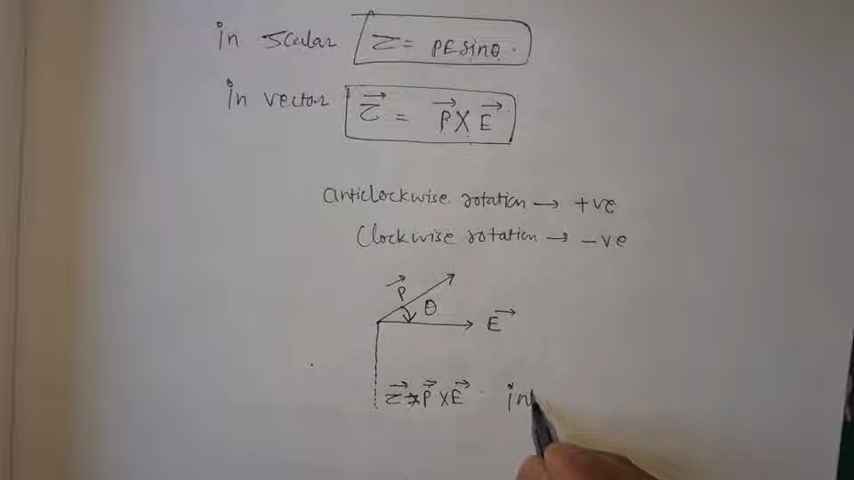 in scalar τ = PE sinθ.
in vector τ⃗ = P⃗ X E⃗
anticlockwise rotation → +ve
Clockwise rotation → -ve
P⃗
θ
E⃗
τ⃗ = P⃗ X E⃗ in